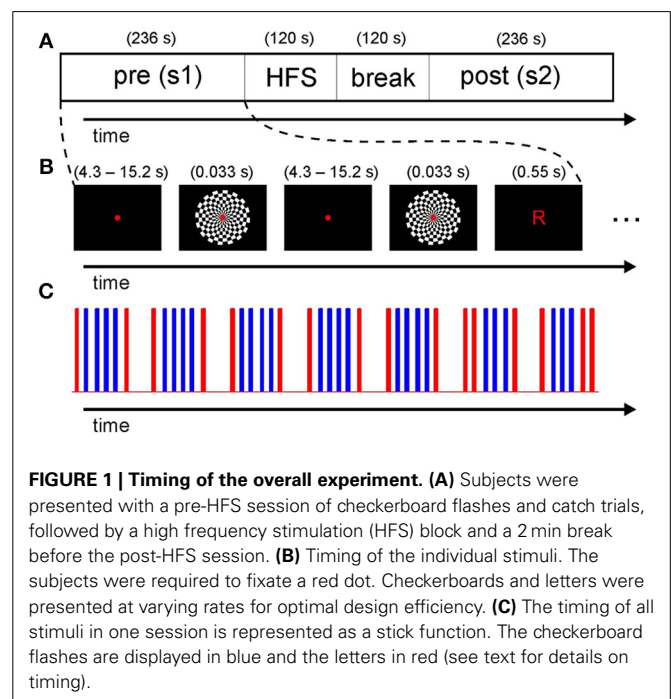 A
(236 s) (120 s) (120 s) (236 s)
pre (s1) HFS break post (s2)
time
B
(4.3 – 15.2 s) (0.033 s) (4.3 – 15.2 s) (0.033 s) (0.55 s)
R ...
time
C
time
FIGURE 1 | Timing of the overall experiment. (A) Subjects were
presented with a pre-HFS session of checkerboard flashes and catch trials,
followed by a high frequency stimulation (HFS) block and a 2 min break
before the post-HFS session. (B) Timing of the individual stimuli. The
subjects were required to fixate a red dot. Checkerboards and letters were
presented at varying rates for optimal design efficiency. (C) The timing of all
stimuli in one session is represented as a stick function. The checkerboard
flashes are displayed in blue and the letters in red (see text for details on
timing).